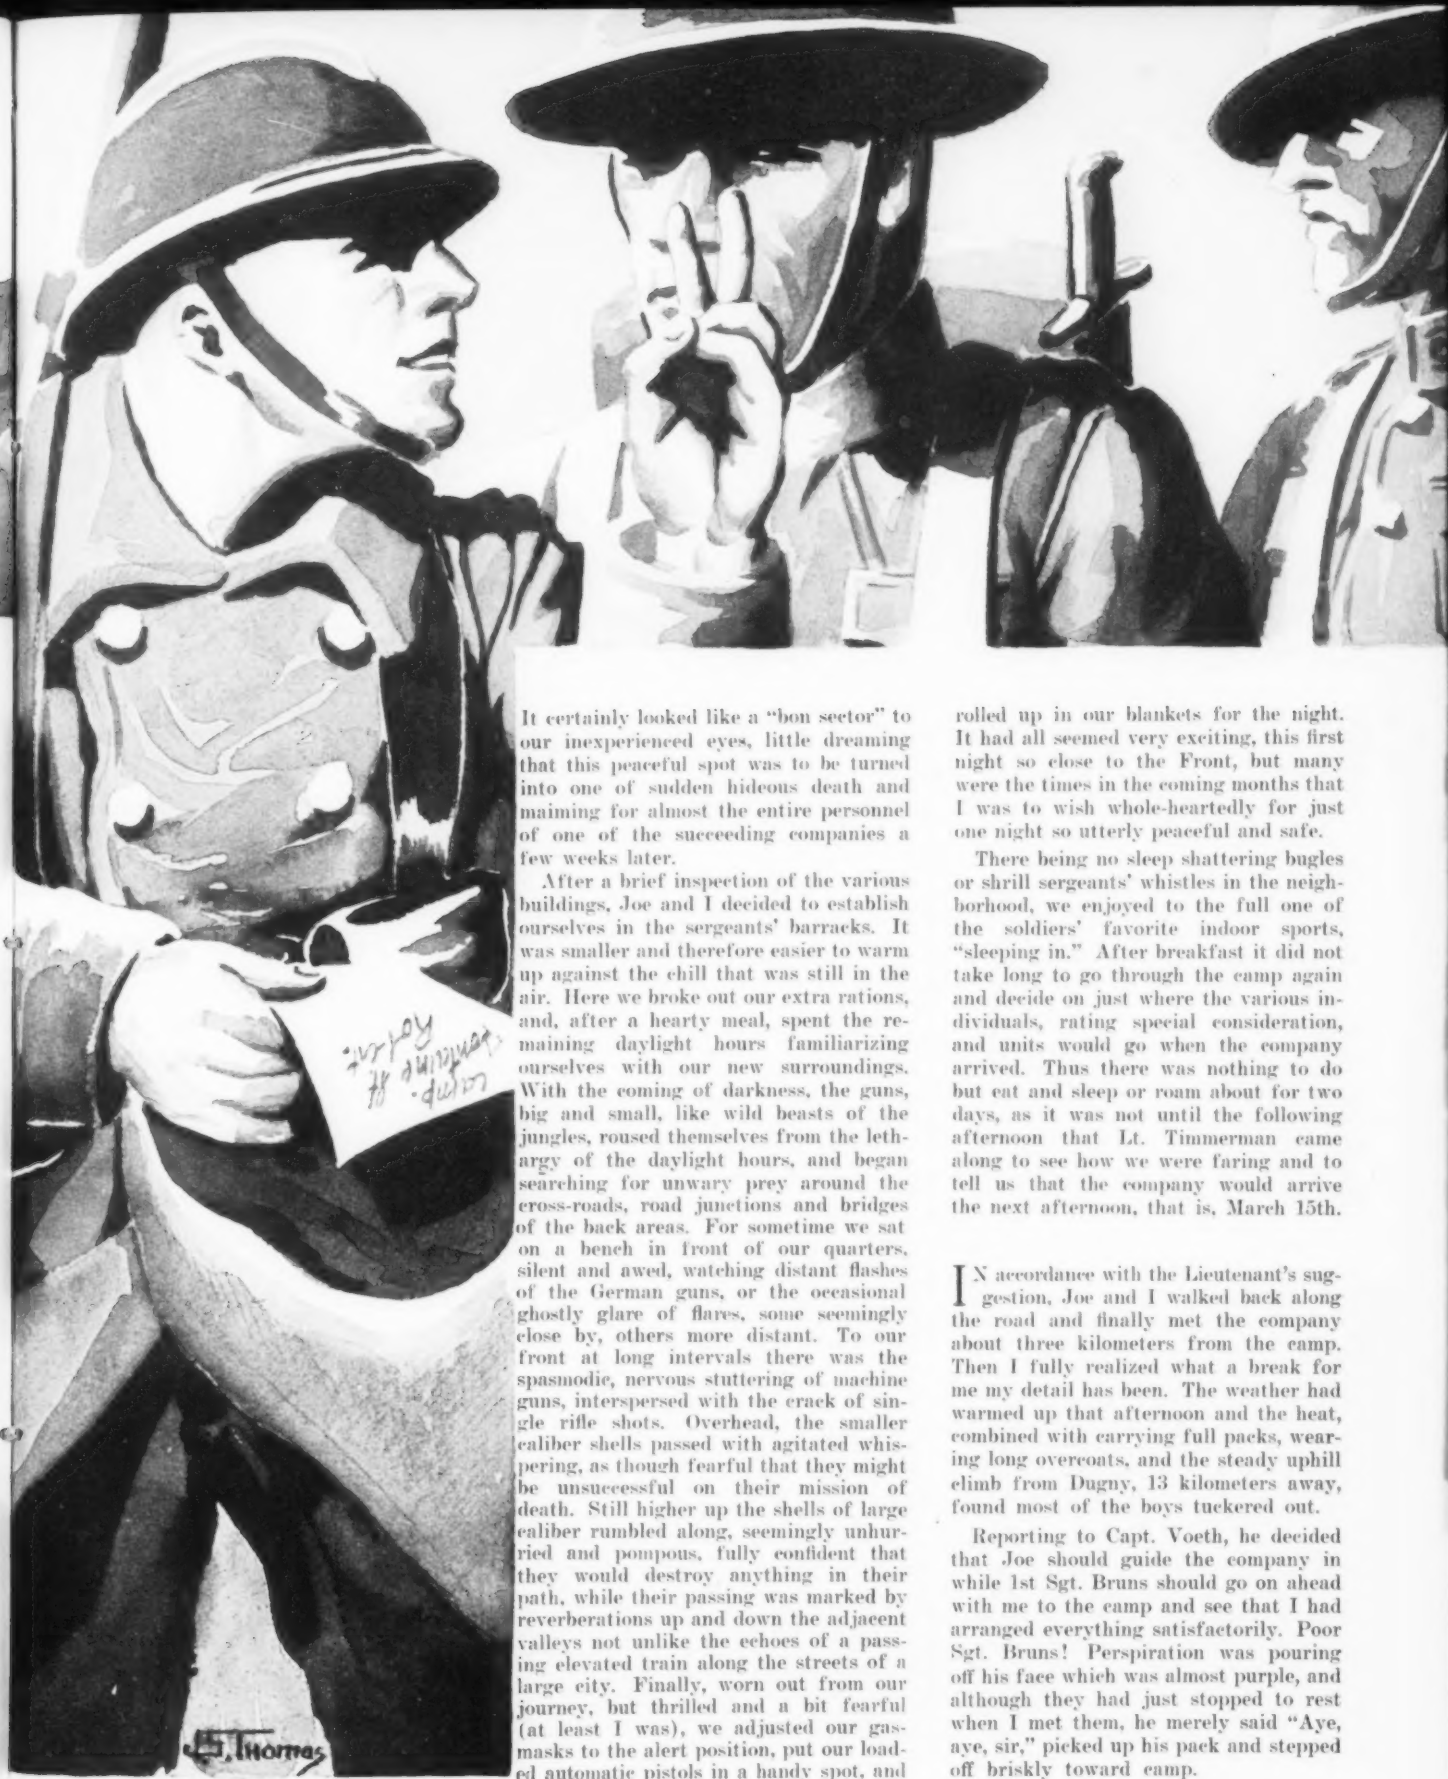 It certainly looked like a “bon sector” to
our inexperienced eyes, little dreaming
that this peaceful spot was to be turned
into one of sudden hideous death and
maiming for almost the entire personnel
of one of the succeeding companies a
few weeks later.
After a brief inspection of the various
buildings, Joe and I decided to establish
ourselves in the sergeants’ barracks. It
was smaller and therefore easier to warm
up against the chill that was still in the
air. Here we broke out our extra rations,
and, after a hearty meal, spent the re-
maining daylight hours familiarizing
ourselves with our new surroundings.
With the coming of darkness, the guns,
big and small, like wild beasts of the
jungles, roused themselves from the leth-
argy of the daylight hours, and began
searching for unwary prey around the
cross-roads, road junctions and bridges
of the back areas. For sometime we sat
on a bench in front of our quarters,
silent and awed, watching distant flashes
of the German guns, or the occasional
ghostly glare of flares, some seemingly
close by, others more distant. To our
front at long intervals there was the
spasmodic, nervous stuttering of machine
guns, interspersed with the crack of sin-
gle rifle shots. Overhead, the smaller
caliber shells passed with agitated whis-
pering, as though fearful that they might
be unsuccessful on their mission of
death. Still higher up the shells of large
caliber rumbled along, seemingly unhur-
ried and pompous, fully confident that
they would destroy anything in their
path, while their passing was marked by
reverberations up and down the adjacent
valleys not unlike the echoes of a pass-
ing elevated train along the streets of a
large city. Finally, worn out from our
journey, but thrilled and a bit fearful
(at least I was), we adjusted our gas-
masks to the alert position, put our load-
ed automatic pistols in a handy spot, and
rolled up in our blankets for the night.
It had all seemed very exciting, this first
night so close to the Front, but many
were the times in the coming months that
I was to wish whole-heartedly for just
one night so utterly peaceful and safe.
There being no sleep shattering bugles
or shrill sergeants’ whistles in the neigh-
borhood, we enjoyed to the full one of
the soldiers’ favorite indoor sports,
“sleeping in.” After breakfast it did not
take long to go through the camp again
and decide on just where the various in-
dividuals, rating special consideration,
and units would go when the company
arrived. Thus there was nothing to do
but eat and sleep or roam about for two
days, as it was not until the following
afternoon that Lt. Timmerman came
along to see how we were faring and to
tell us that the company would arrive
the next afternoon, that is, March 15th.
IN accordance with the Lieutenant’s sug-
gestion, Joe and I walked back along
the road and finally met the company
about three kilometers from the camp.
Then I fully realized what a break for
me my detail has been. The weather had
warmed up that afternoon and the heat,
combined with carrying full packs, wear-
ing long overcoats, and the steady uphill
climb from Dugny, 13 kilometers away,
found most of the boys tuckered out.
Reporting to Capt. Voeth, he decided
that Joe should guide the company in
while 1st Sgt. Bruns should go on ahead
with me to the camp and see that I had
arranged everything satisfactorily. Poor
Sgt. Bruns! Perspiration was pouring
off his face which was almost purple, and
although they had just stopped to rest
when I met them, he merely said “Aye,
aye, sir,” picked up his pack and stepped
off briskly toward camp.
Camp. St
Fontaine
Robert.
Thomas